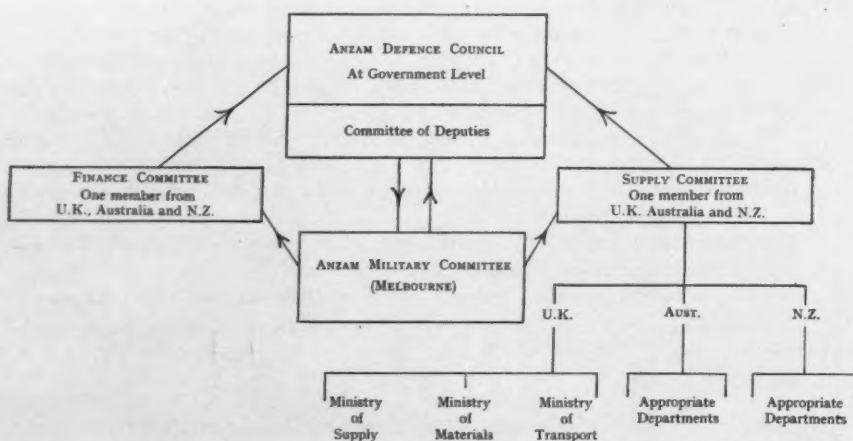 ANZAM DEFENCE COUNCIL
At Government Level
Committee of Deputies
FINANCE COMMITTEE
One member from
U.K., Australia and N.Z.
SUPPLY COMMITTEE
One member from
U.K. Australia and N.Z.
ANZAM MILITARY COMMITTEE
(MELBOURNE)
U.K.
AUST.
N.Z.
Ministry
of
Supply
Ministry
of
Materials
Ministry
of
Transport
Appropriate
Departments
Appropriate
Departments